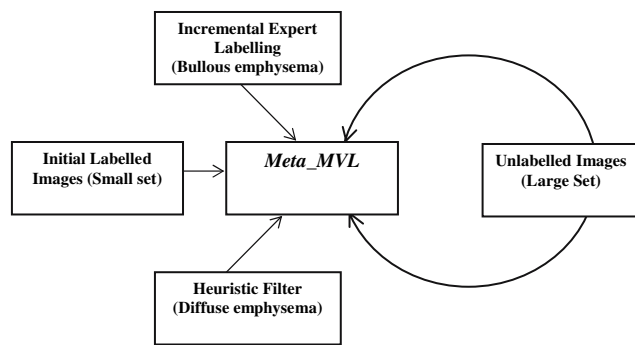 Incremental Expert
Labelling
(Bullous emphysema)
Initial Labelled
Images (Small set)
Meta_MVL
Unlabelled Images
(Large Set)
Heuristic Filter
(Diffuse emphysema)